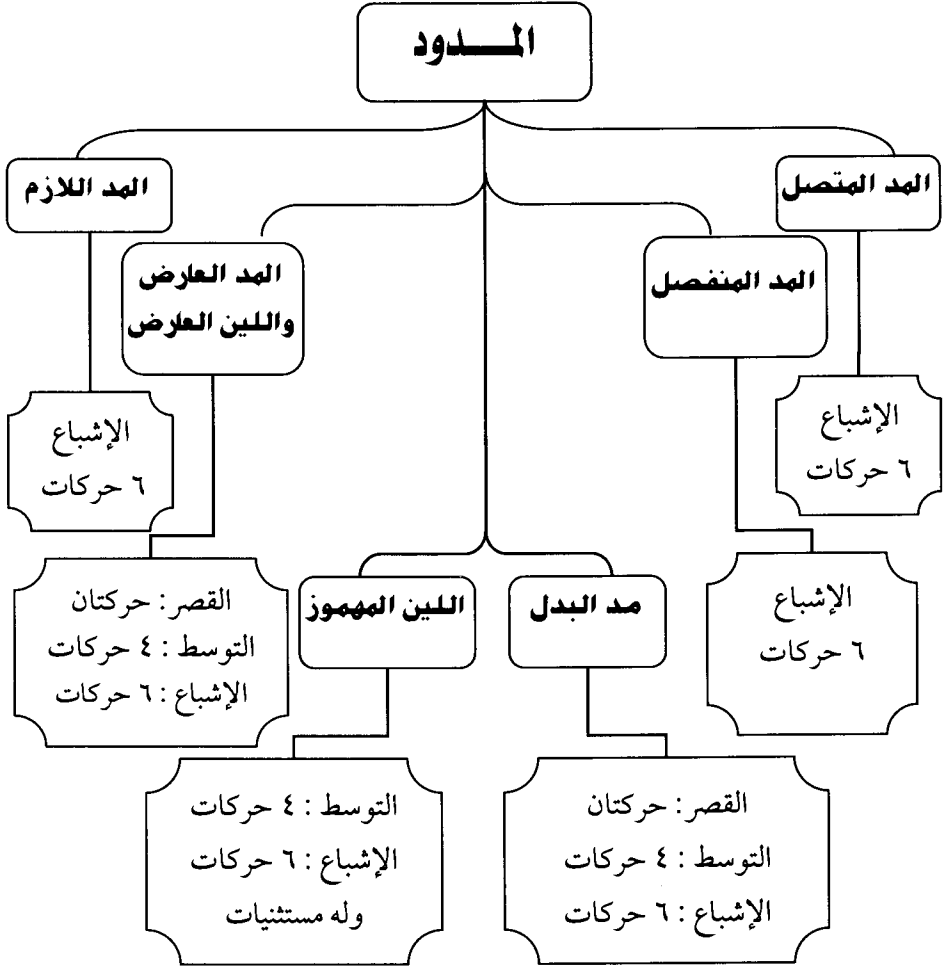 المدود
المد المتصل
المد اللازم
المد المنفصل
المد العارض
واللين العارض
الإشباع
٦ حركات
الإشباع
٦ حركات
الإشباع
٦ حركات
القصر : حركتان
التوسط : ٤ حركات
الإشباع : ٦ حركات
مد البدل
اللين المهموز
القصر : حركتان
التوسط : ٤ حركات
الإشباع : ٦ حركات
التوسط : ٤ حركات
الإشباع : ٦ حركات
وله مستثنيات